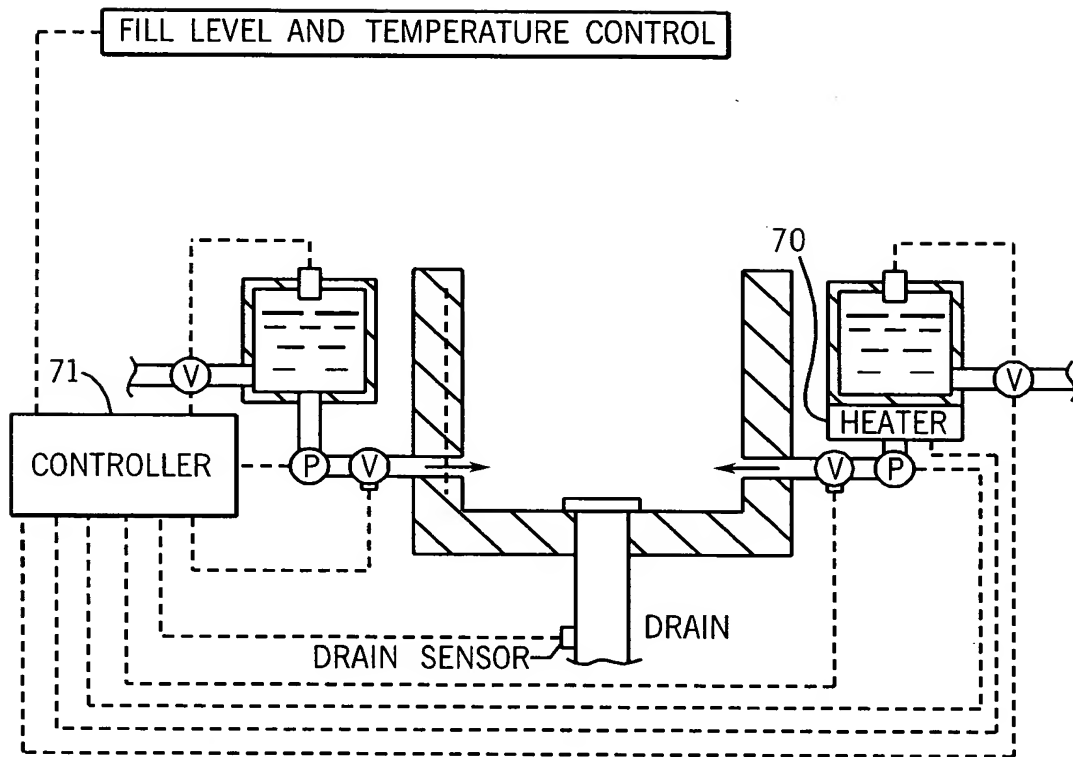 FILL LEVEL AND TEMPERATURE CONTROL
70
71
V
V
HEATER
CONTROLLER
P
V
V
P
DRAIN
DRAIN SENSOR